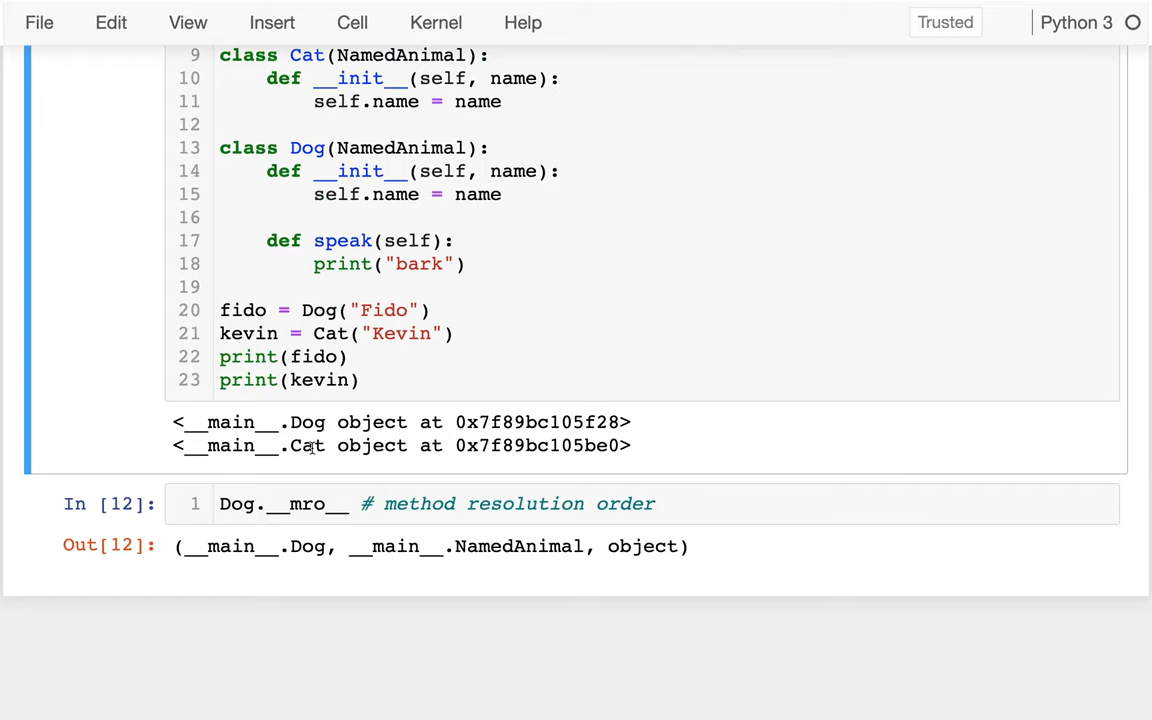 File Edit View Insert Cell Kernel Help Trusted Python 3
9 class Cat(NamedAnimal):
10 def __init__(self, name):
11 self.name = name
12
13 class Dog(NamedAnimal):
14 def __init__(self, name):
15 self.name = name
16
17 def speak(self):
18 print("bark")
19
20 fido = Dog("Fido")
21 kevin = Cat("Kevin")
22 print(fido)
23 print(kevin)
<__main__.Dog object at 0x7f89bc105f28>
<__main__.Cat object at 0x7f89bc105be0>
In [12]: 1 Dog.__mro__ # method resolution order
Out[12]: (__main__.Dog, __main__.NamedAnimal, object)